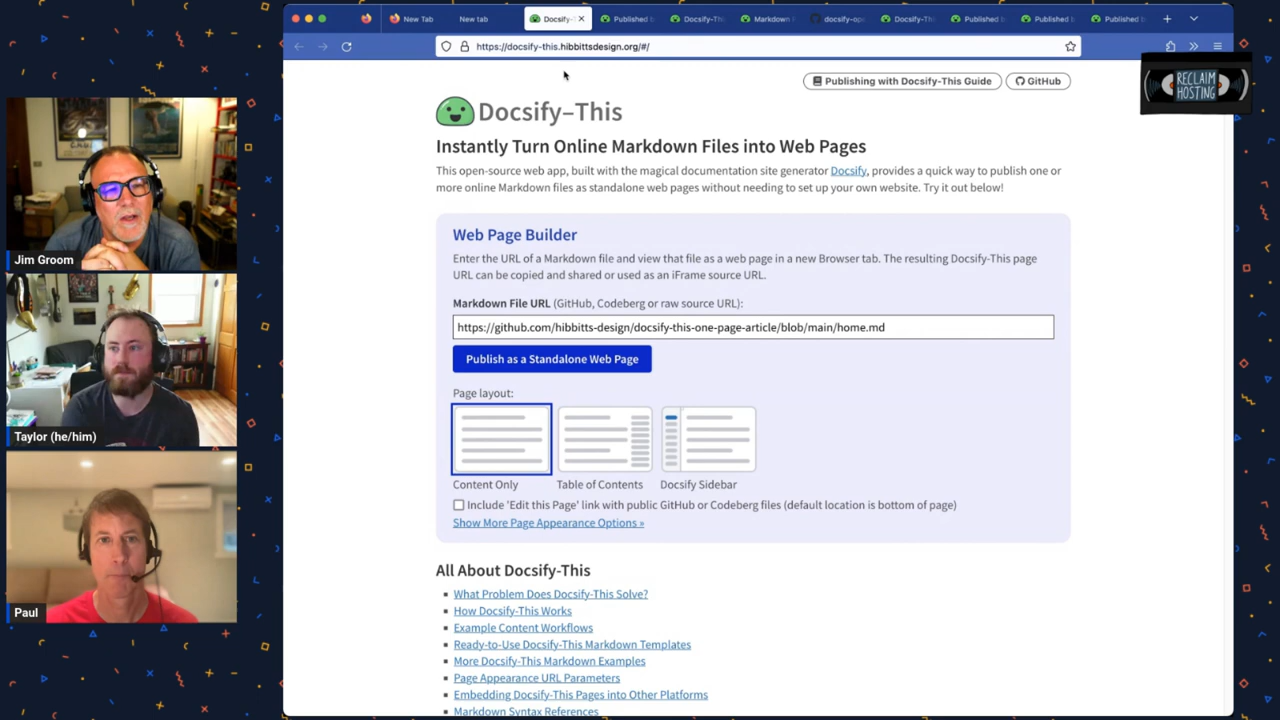 New Tab
New tab
Docsify-
Published b
Docsify-Thi
Markdown
docsify-ope
Docsify-Thi
Published b
Published b
Published b
https://docsify-this.hibbittsdesign.org/#/
Publishing with Docsify-This Guide
GitHub
RECLAIM
HOSTING
Docsify–This
Instantly Turn Online Markdown Files into Web Pages
This open-source web app, built with the magical documentation site generator Docsify, provides a quick way to publish one or
more online Markdown files as standalone web pages without needing to set up your own website. Try it out below!
Web Page Builder
Enter the URL of a Markdown file and view that file as a web page in a new Browser tab. The resulting Docsify-This page
URL can be copied and shared or used as an iFrame source URL.
Markdown File URL (GitHub, Codeberg or raw source URL):
https://github.com/hibbitts-design/docsify-this-one-page-article/blob/main/home.md
Publish as a Standalone Web Page
Page layout:
Content Only
Table of Contents
Docsify Sidebar
Include 'Edit this Page' link with public GitHub or Codeberg files (default location is bottom of page)
Show More Page Appearance Options »
All About Docsify-This
What Problem Does Docsify-This Solve?
How Docsify-This Works
Example Content Workflows
Ready-to-Use Docsify-This Markdown Templates
More Docsify-This Markdown Examples
Page Appearance URL Parameters
Embedding Docsify-This Pages into Other Platforms
Markdown Syntax References
Jim Groom
Taylor (he/him)
Paul